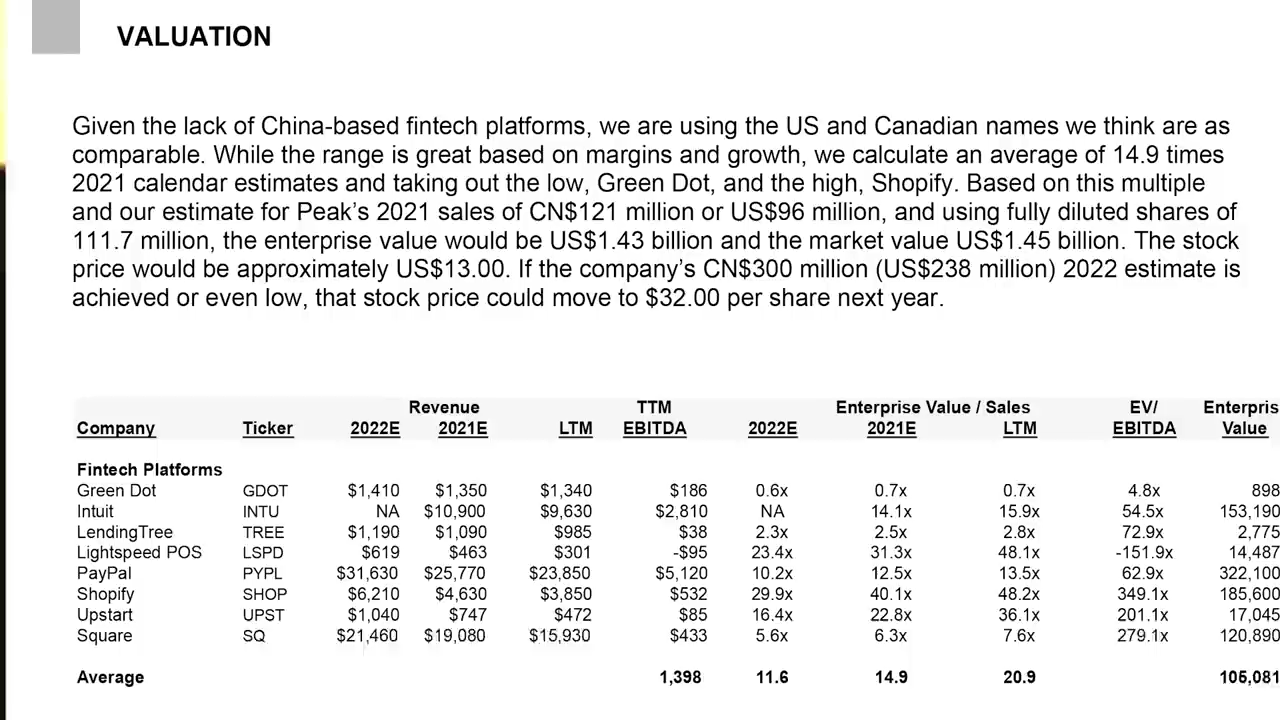 VALUATION
Given the lack of China-based fintech platforms, we are using the US and Canadian names we think are as
comparable. While the range is great based on margins and growth, we calculate an average of 14.9 times
2021 calendar estimates and taking out the low, Green Dot, and the high, Shopify. Based on this multiple
and our estimate for Peak's 2021 sales of CN$121 million or US$96 million, and using fully diluted shares of
111.7 million, the enterprise value would be US$1.43 billion and the market value US$1.45 billion. The stock
price would be approximately US$13.00. If the company's CN$300 million (US$238 million) 2022 estimate is
achieved or even low, that stock price could move to $32.00 per share next year.
Revenue TTM Enterprise Value / Sales EV/ Enterpris
Company Ticker 2022E 2021E LTM EBITDA 2022E 2021E LTM EBITDA Value
Fintech Platforms
Green Dot GDOT $1,410 $1,350 $1,340 $186 0.6x 0.7x 0.7x 4.8x 898
Intuit INTU NA $10,900 $9,630 $2,810 NA 14.1x 15.9x 54.5x 153,190
LendingTree TREE $1,190 $1,090 $985 $38 2.3x 2.5x 2.8x 72.9x 2,775
Lightspeed POS LSPD $619 $463 $301 -$95 23.4x 31.3x 48.1x -151.9x 14,487
PayPal PYPL $31,630 $25,770 $23,850 $5,120 10.2x 12.5x 13.5x 62.9x 322,100
Shopify SHOP $6,210 $4,630 $3,850 $532 29.9x 40.1x 48.2x 349.1x 185,600
Upstart UPST $1,040 $747 $472 $85 16.4x 22.8x 36.1x 201.1x 17,045
Square SQ $21,460 $19,080 $15,930 $433 5.6x 6.3x 7.6x 279.1x 120,890
Average 1,398 11.6 14.9 20.9 105,081